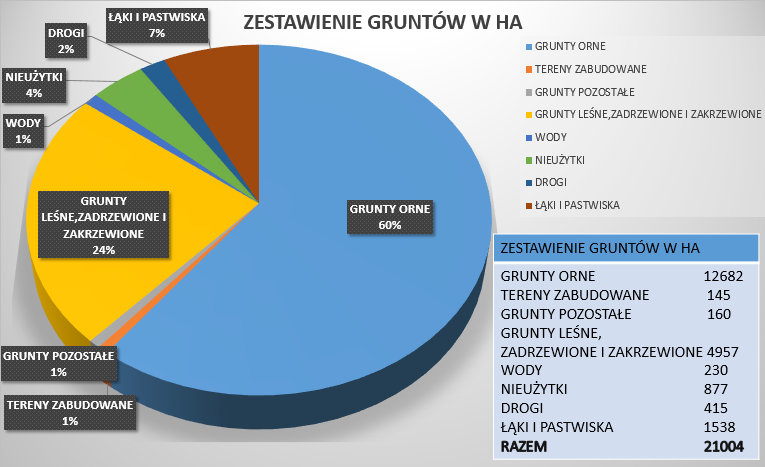 ZESTAWIENIE GRUNTÓW W HA
ŁĄKI I PASTWISKA
7%
DROGI
2%
NIEUŻYTKI
4%
WODY
1%
GRUNTY
LEŚNE,ZADRZEWIONE I
ZAKRZEWIONE
24%
GRUNTY POZOSTAŁE
1%
TERENY ZABUDOWANE
1%
GRUNTY ORNE
60%
GRUNTY ORNE
TERENY ZABUDOWANE
GRUNTY POZOSTAŁE
GRUNTY LEŚNE,ZADRZEWIONE I ZAKRZEWIONE
WODY
NIEUŻYTKI
DROGI
ŁĄKI I PASTWISKA
ZESTAWIENIE GRUNTÓW W HA
GRUNTY ORNE 12682
TERENY ZABUDOWANE 145
GRUNTY POZOSTAŁE 160
GRUNTY LEŚNE,
ZADRZEWIONE I ZAKRZEWIONE 4957
WODY 230
NIEUŻYTKI 877
DROGI 415
ŁĄKI I PASTWISKA 1538
RAZEM 21004